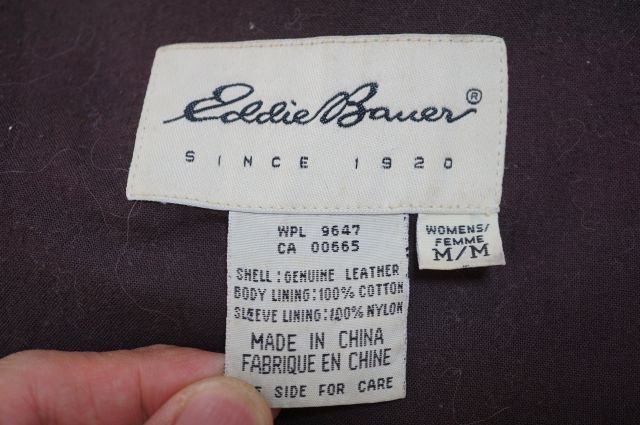 Eddie Bauer®
SINCE 1920
WPL 9647
CA 00665
SHELL: GENUINE LEATHER
BODY LINING: 100% COTTON
SLEEVE LINING: 100% NYLON
MADE IN CHINA
FABRIQUE EN CHINE
SIDE FOR CARE
WOMENS/
FEMME
M/M